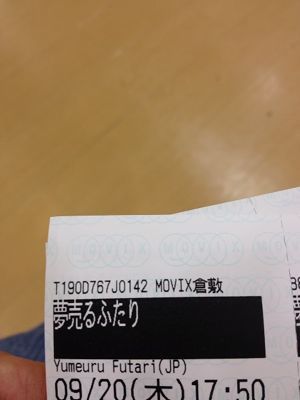 MOVIX
T190D767J0142 MOVIX倉敷
夢売るふたり
Yumeuru Futari(JP)
09/20(木)17:50